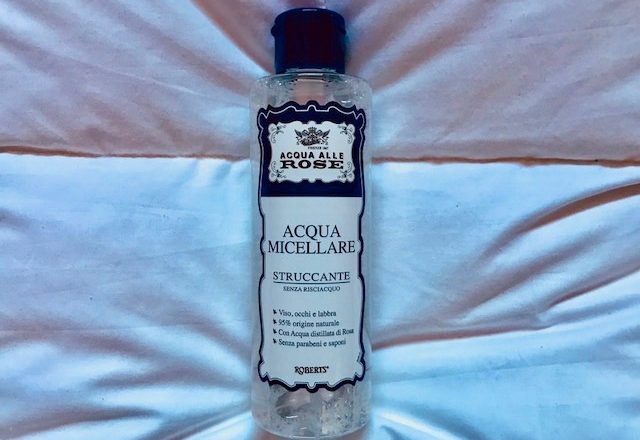 ACQUA ALLE
ROSE
ACQUA
MICELLARE
STRUCCANTE
SENZA RISCIACQUO
Viso, occhi e labbra
95% origine naturale
Con Acqua distillata di Rosa
Senza parabeni e saponi
ROBERTS®